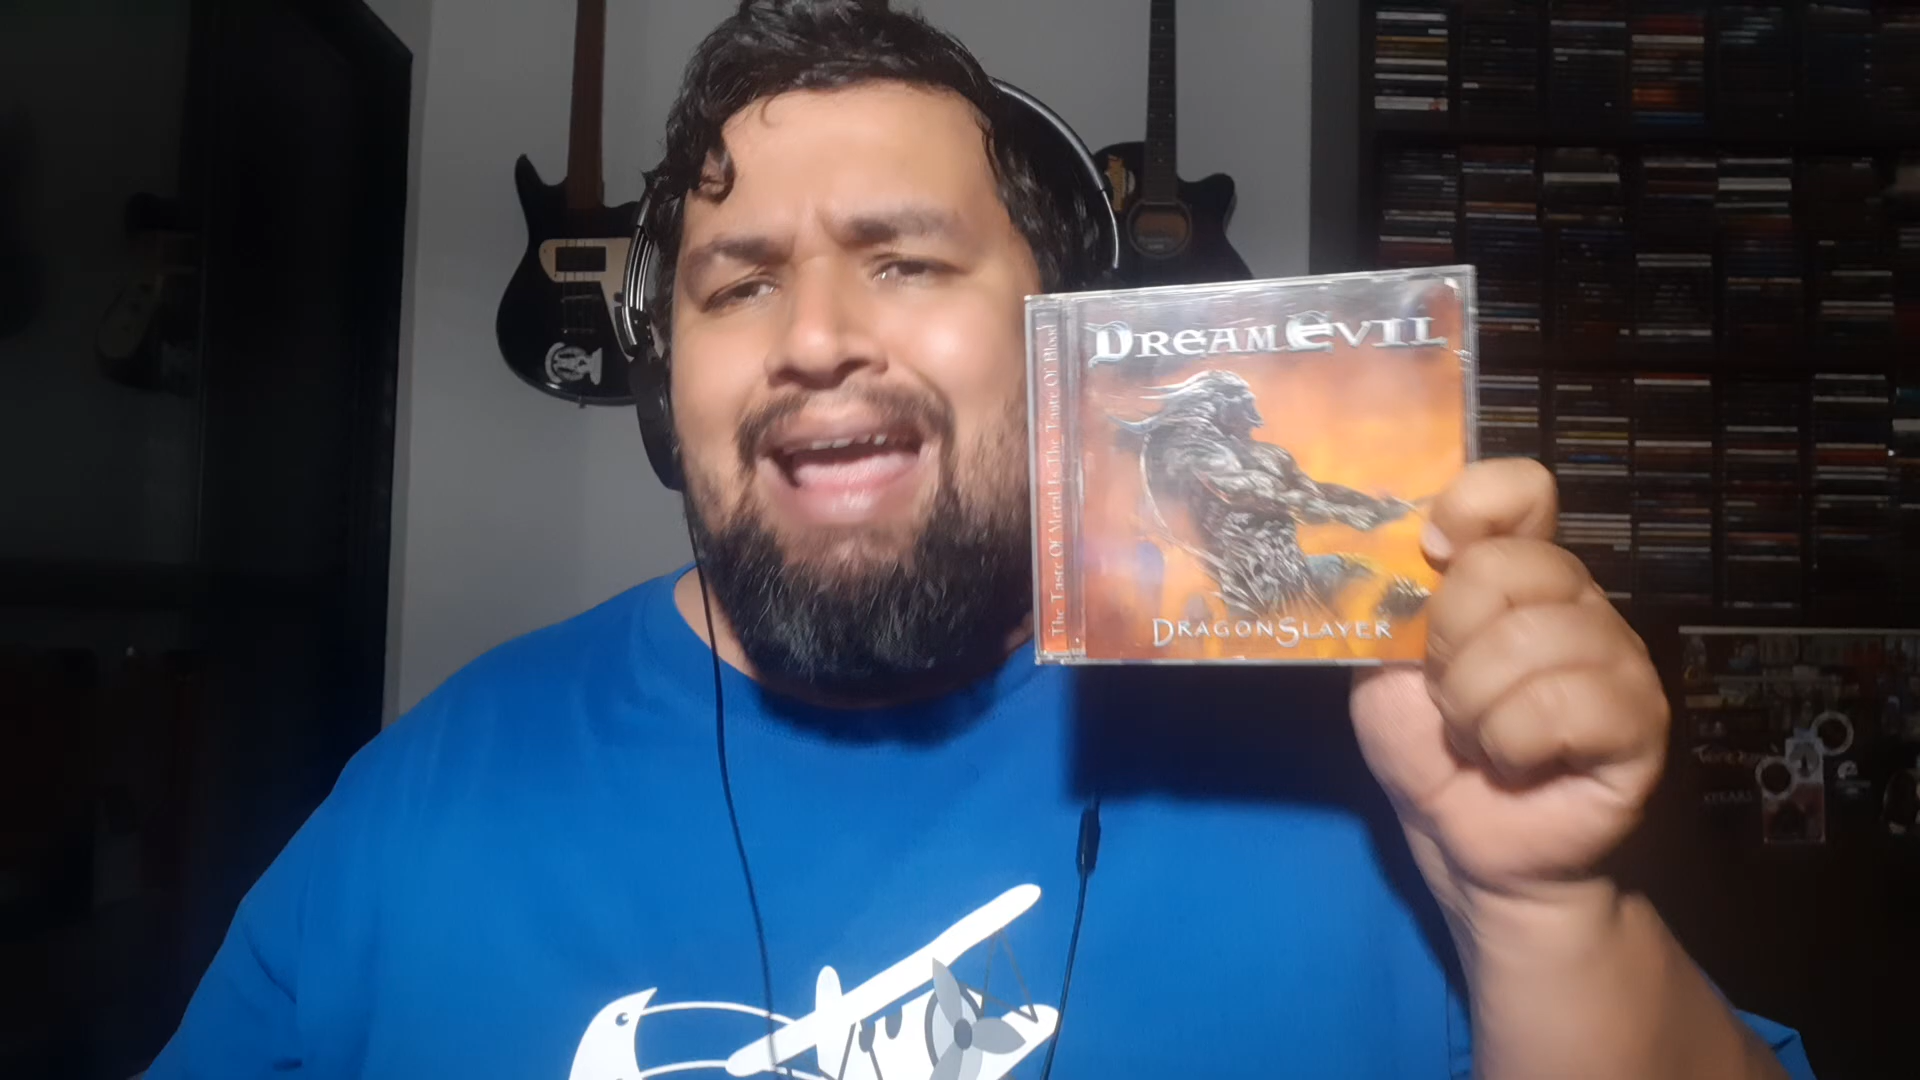 DREAM EVIL
The Taste Of Metal Is The Taste Of Blood
DRAGONSLAYER